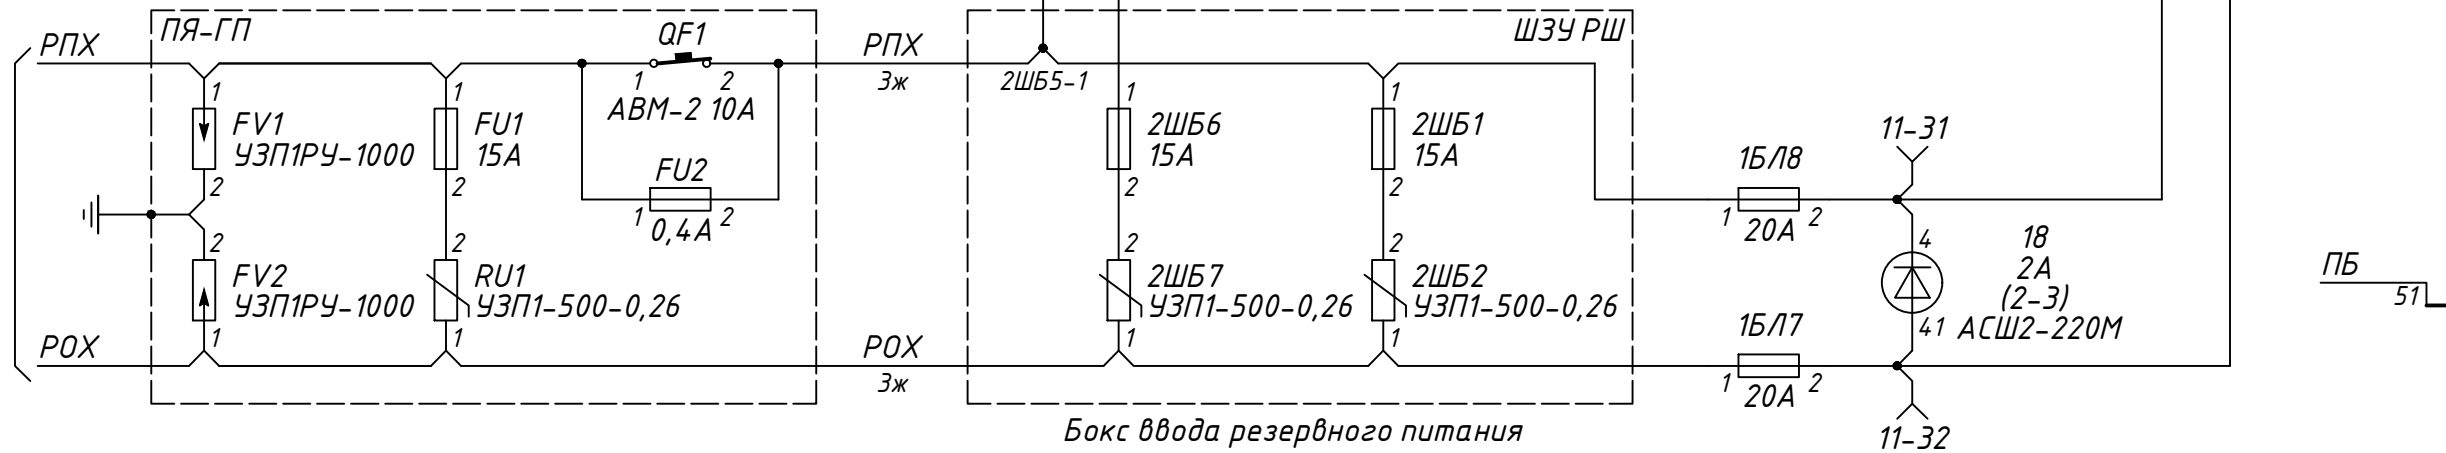 ПЯ-ГП
QF1
ШЗУ РШ
РПХ
РПХ
3ж
1
2
АВМ-2 10А
2ШБ5-1
1
FV1
УЗП1РУ-1000
2
1
FU1
15А
2
FU2
1
2
0,4А
1
2ШБ6
15А
2
1
2ШБ1
15А
2
11-31
1БЛ8
1
2
20А
2
FV2
УЗП1РУ-1000
1
2
RU1
УЗП1-500-0,26
1
2
2ШБ7
УЗП1-500-0,26
1
2
2ШБ2
УЗП1-500-0,26
1
4
18
2А
(2-3)
41
АСШ2-220М
ПБ
51
РОХ
РОХ
3ж
1БЛ7
1
2
20А
11-32
Бокс ввода резервного питания